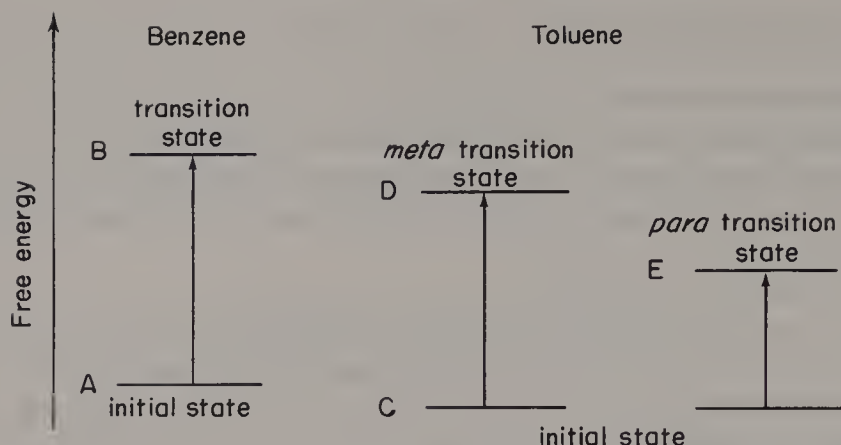 Benzene
Toluene
transition
state
B
meta transition
state
D
para transition
state
E
Free energy
A
initial state
C
initial state